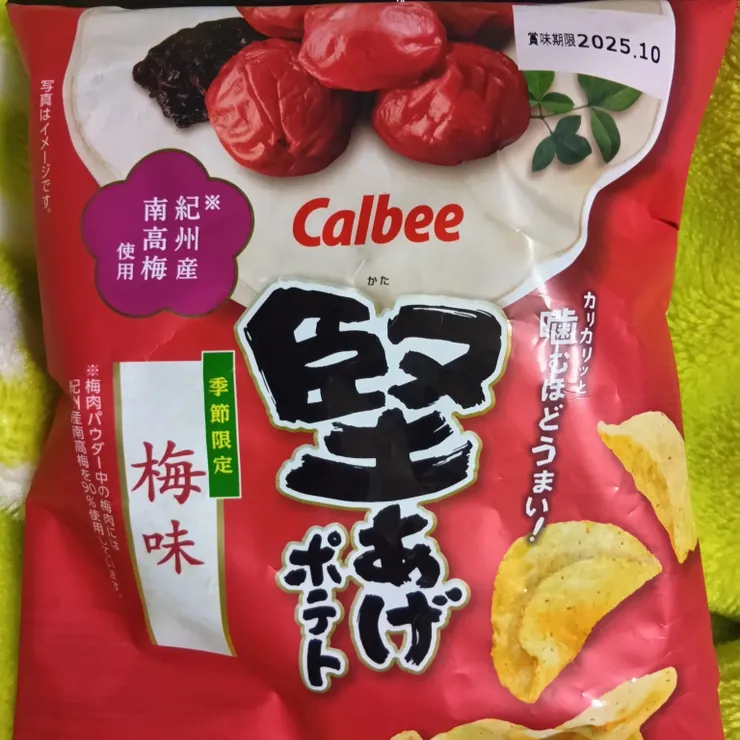 賞味期限2025.10
写真はイメージです。
Calbee
※紀州産
南高梅
使用
かた
堅あげ
ポテト
カリカリッと
噛むほどうまい!
季節限定
梅味
※梅肉パウダー中の梅肉には
紀州産南高梅を90%使用しています。